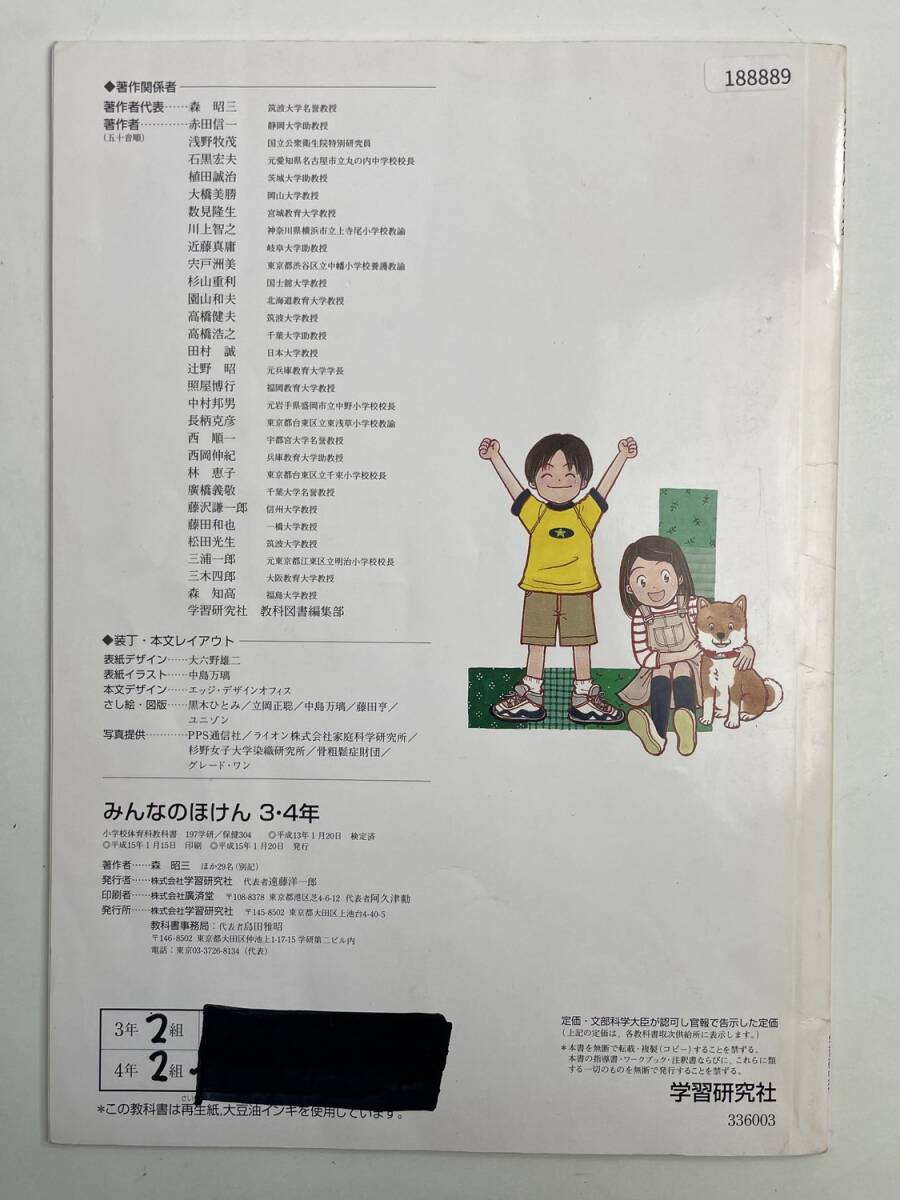 188889
◆著作関係者
著作者代表……森　昭三　筑波大学名誉教授
著作者…………赤田信一　静岡大学助教授
(五十音順)
浅野牧茂　国立公衆衛生院特別研究員
石黒宏夫　元愛知県名古屋市立丸の内中学校校長
植田誠治　茨城大学助教授
大橋美勝　岡山大学教授
数見隆生　宮城教育大学教授
川上智之　神奈川県横浜市立上寺尾小学校教諭
近藤真庸　岐阜大学助教授
宍戸洲美　東京都渋谷区立中幡小学校養護教諭
杉山重利　国士舘大学教授
園山和夫　北海道教育大学教授
高橋健夫　筑波大学教授
高橋浩之　千葉大学助教授
田村　誠　日本大学教授
辻野　昭　元兵庫教育大学学長
照屋博行　福岡教育大学教授
中村邦男　元岩手県盛岡市立中野小学校校長
長柄克彦　東京都台東区立東浅草小学校教諭
西　順一　宇都宮大学名誉教授
西岡伸紀　兵庫教育大学助教授
林　恵子　東京都台東区立千束小学校校長
廣橋義敬　千葉大学名誉教授
藤沢謙一郎　信州大学教授
藤田和也　一橋大学教授
松田光生　筑波大学教授
三浦一郎　元東京都江東区立明治小学校校長
三木四郎　大阪教育大学教授
森　知高　福島大学教授
学習研究社　教科図書編集部
◆装丁・本文レイアウト
表紙デザイン……大六野雄二
表紙イラスト……中島万璃
本文デザイン……エッジ・デザインオフィス
さし絵・図版……黒木ひとみ／立岡正聡／中島万璃／藤田亨／
ユニゾン
写真提供…………PPS通信社／ライオン株式会社家庭科学研究所／
杉野女子大学染織研究所／骨粗鬆症財団／
グレード・ワン
みんなのほけん 3・4年
小学校体育科教科書　197学研／保健304　◎平成13年1月20日　検定済
◎平成15年1月15日　印刷　◎平成15年1月20日　発行
著作者……森　昭三　ほか29名(別記)
発行者……株式会社学習研究社　代表者遠藤洋一郎
印刷者……株式会社廣済堂　〒108-8378 東京都港区芝4-6-12 代表者阿久津勳
発行所……株式会社学習研究社　〒145-8502 東京都大田区上池台4-40-5
教科書事務局：代表者島田雅昭
〒146-8502 東京都大田区仲池上1-17-15 学研第二ビル内
電話：東京03-3726-8134（代表）
3年 2組
4年 2組
*この教科書は再生紙,大豆油インキを使用しています。
定価・文部科学大臣が認可し官報で告示した定価
（上記の定価は、各教科書取次供給所に表示します。）
*本書を無断で転載・複製（コピー）することを禁ずる。
本書の指導書・ワークブック・注釈書ならびに、これらに類
する一切のものを無断で発行することを禁ずる。
学習研究社
336003